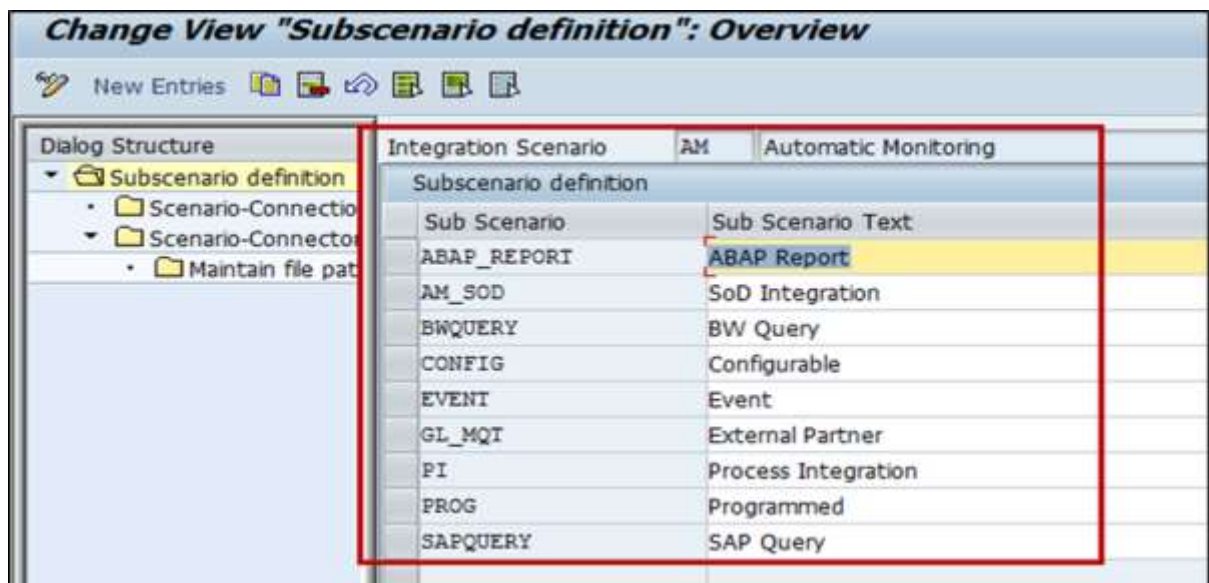 Change View "Subscenario definition": Overview
New Entries
Dialog Structure
Subscenario definition
Scenario-Connectio
Scenario-Connector
Maintain file pat
Integration Scenario AM Automatic Monitoring
Subscenario definition
Sub Scenario Sub Scenario Text
ABAP_REPORT ABAP Report
AM_SOD SoD Integration
BWQUERY BW Query
CONFIG Configurable
EVENT Event
GL_MQT External Partner
PI Process Integration
PROG Programmed
SAPQUERY SAP Query